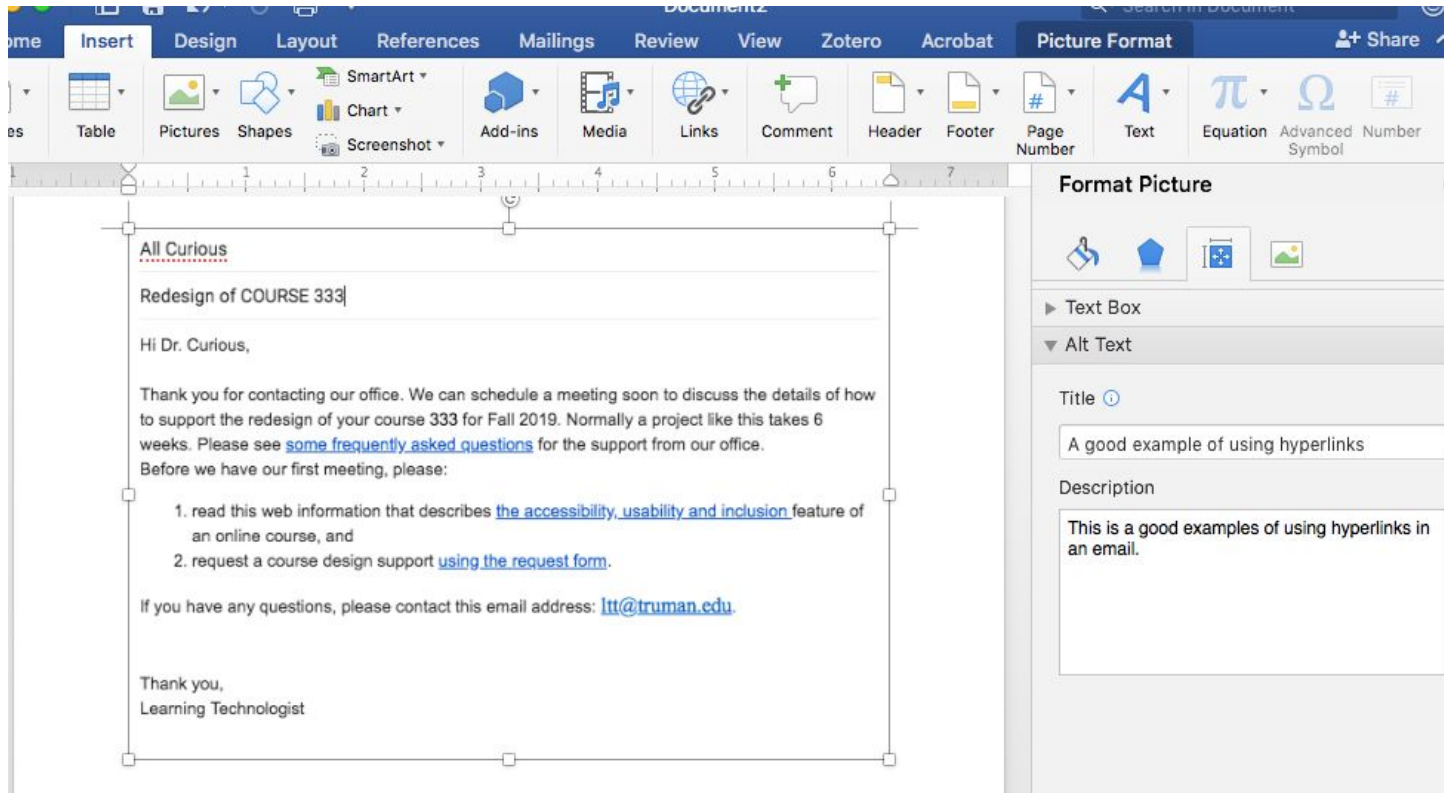 Document2
Search in Document
Insert Design Layout References Mailings Review View Zotero Acrobat Picture Format Share
SmartArt
Chart
Screenshot
Table Pictures Shapes Add-ins Media Links Comment Header Footer Page Number Text Equation Advanced Symbol Number
1 1 2 3 4 5 6 7
Format Picture
Text Box
Alt Text
Title
A good example of using hyperlinks
Description
This is a good examples of using hyperlinks in
an email.
All Curious
Redesign of COURSE 333
Hi Dr. Curious,
Thank you for contacting our office. We can schedule a meeting soon to discuss the details of how
to support the redesign of your course 333 for Fall 2019. Normally a project like this takes 6
weeks. Please see some frequently asked questions for the support from our office.
Before we have our first meeting, please:
1. read this web information that describes the accessibility, usability and inclusion feature of
an online course, and
2. request a course design support using the request form.
If you have any questions, please contact this email address: ltt@truman.edu.
Thank you,
Learning Technologist